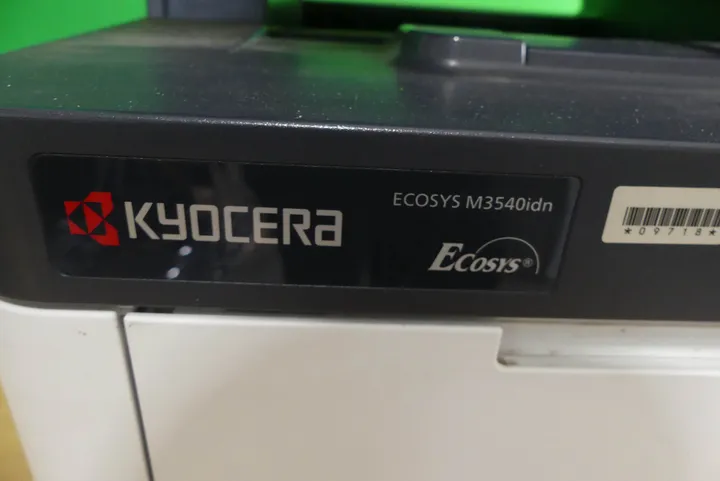 KYOCERA
ECOSYS M3540idn
ECOSYS®
*09718*